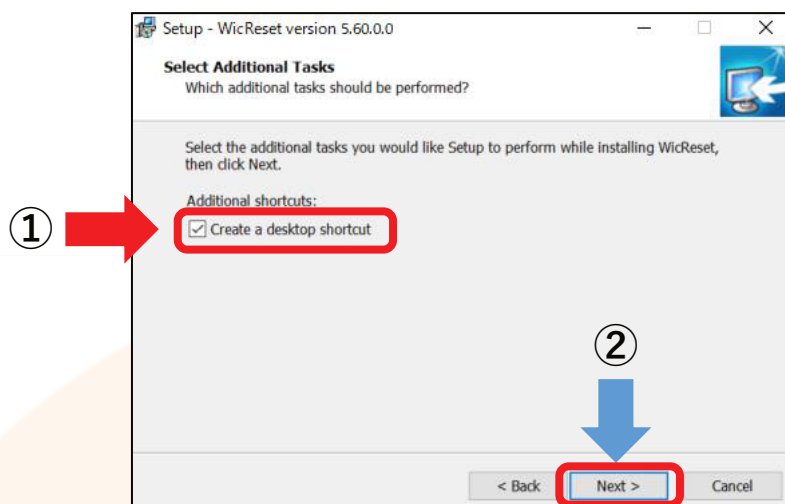 Setup - WicReset version 5.60.0.0
Select Additional Tasks
Which additional tasks should be performed?
Select the additional tasks you would like Setup to perform while installing WicReset,
then click Next.
Additional shortcuts:
① Create a desktop shortcut
②
< Back Next > Cancel